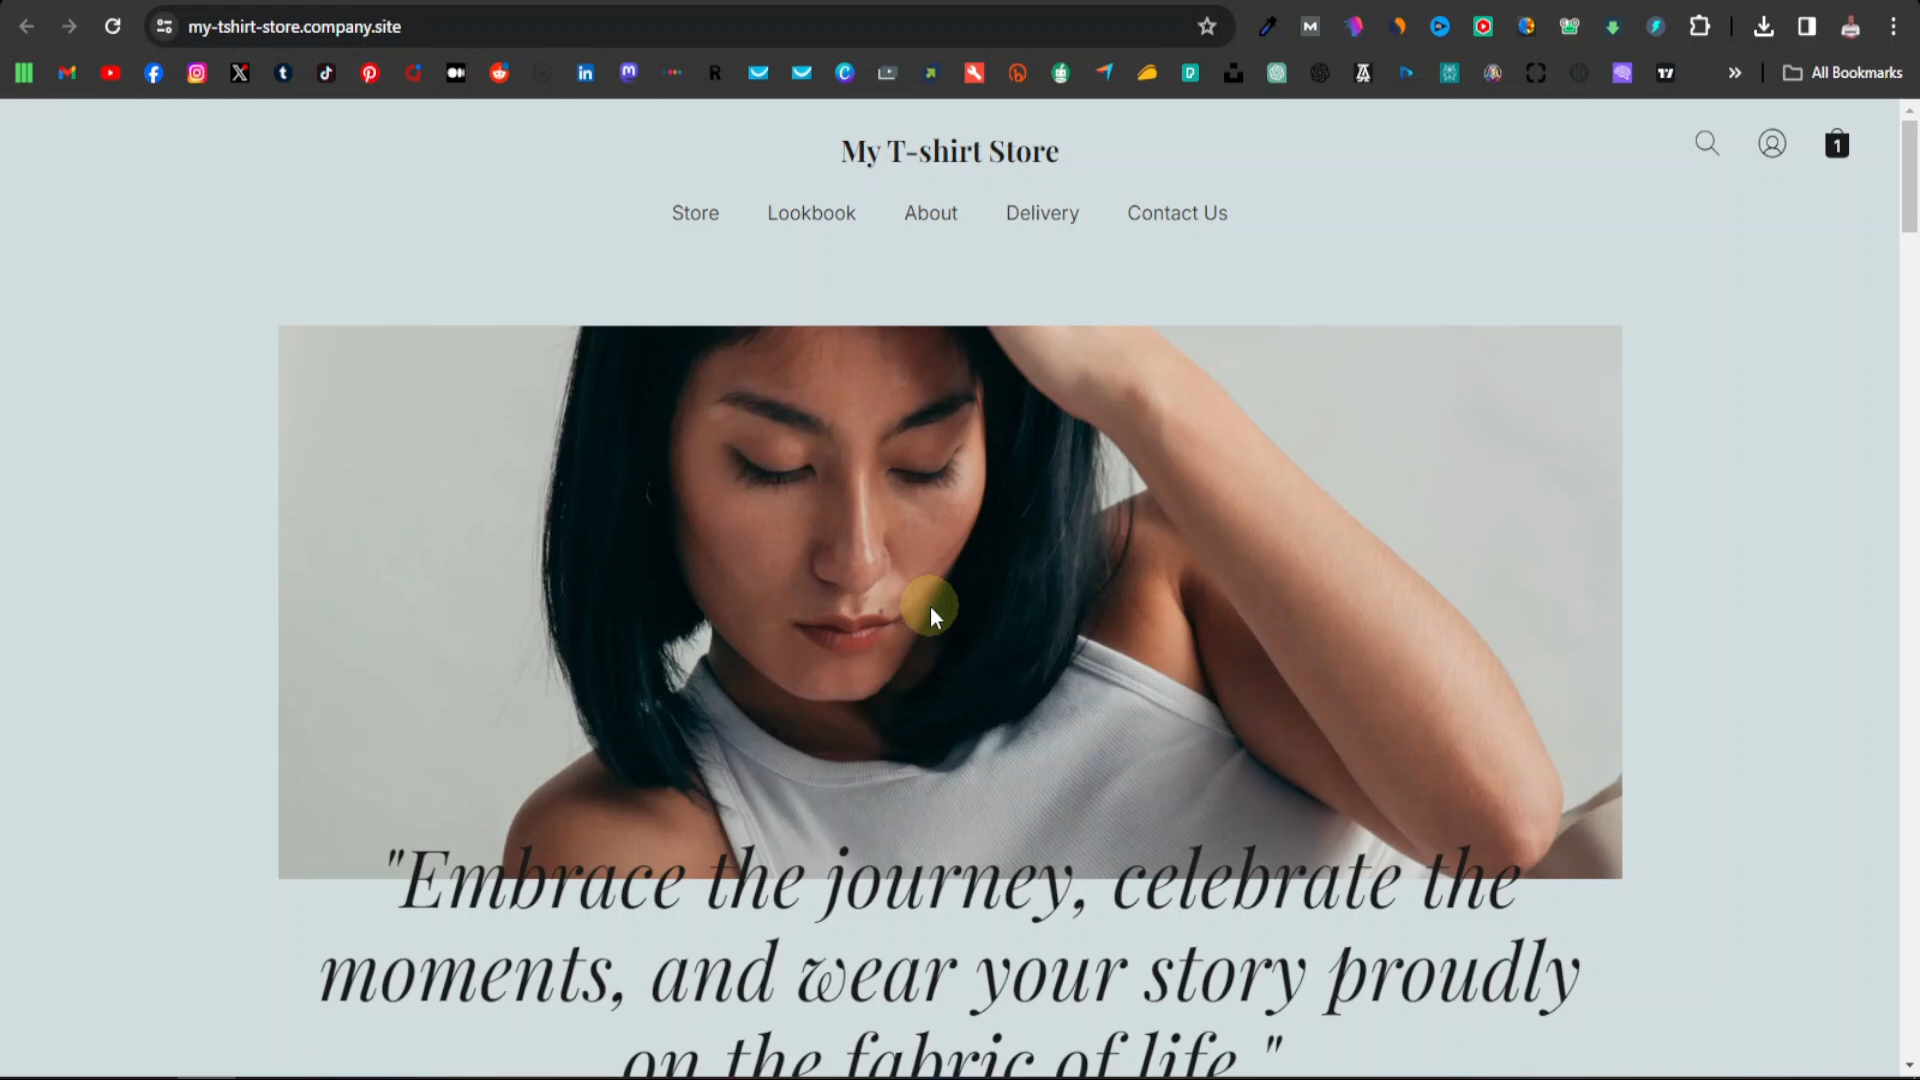 my-tshirt-store.company.site
All Bookmarks
My T-shirt Store
1
Store Lookbook About Delivery Contact Us
"Embrace the journey, celebrate the
moments, and wear your story proudly
on the fabric of life."